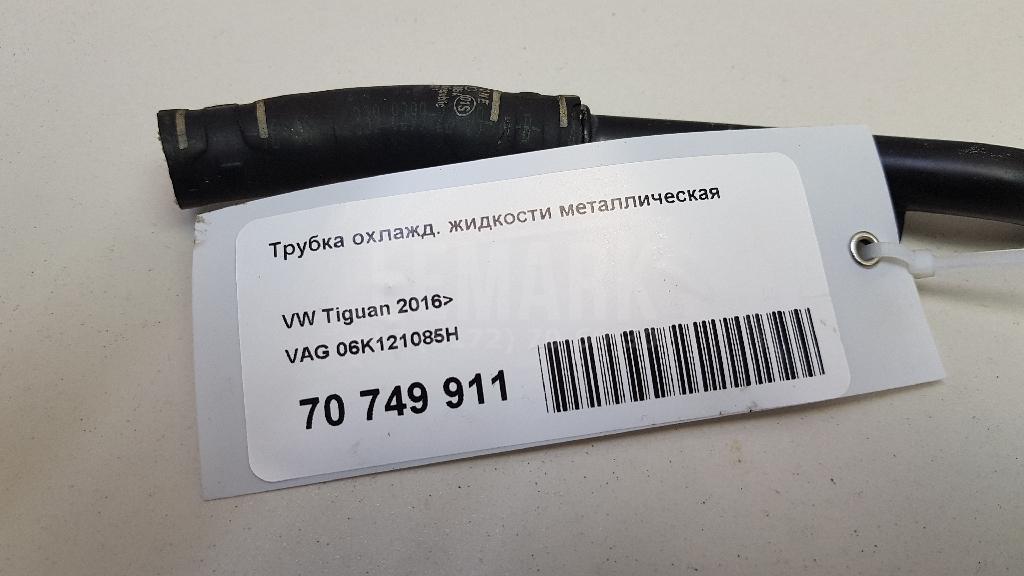 Трубка охлажд. жидкости металлическая
VW Tiguan 2016>
VAG 06K121085H
70 749 911